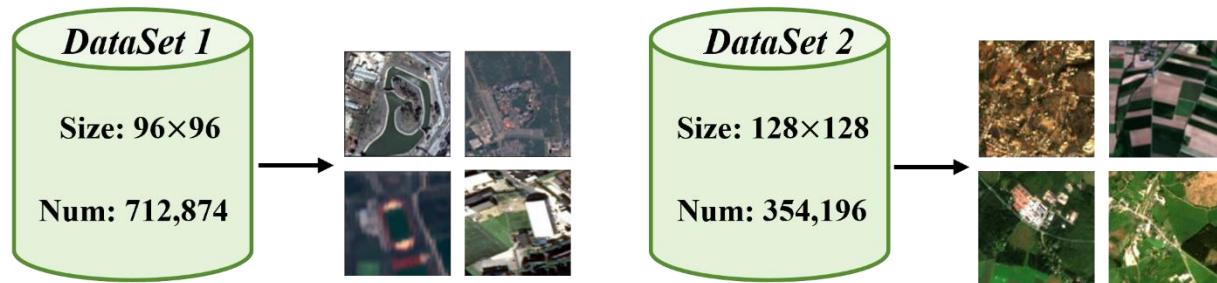 DataSet 1
Size: 96×96
Num: 712,874
DataSet 2
Size: 128×128
Num: 354,196